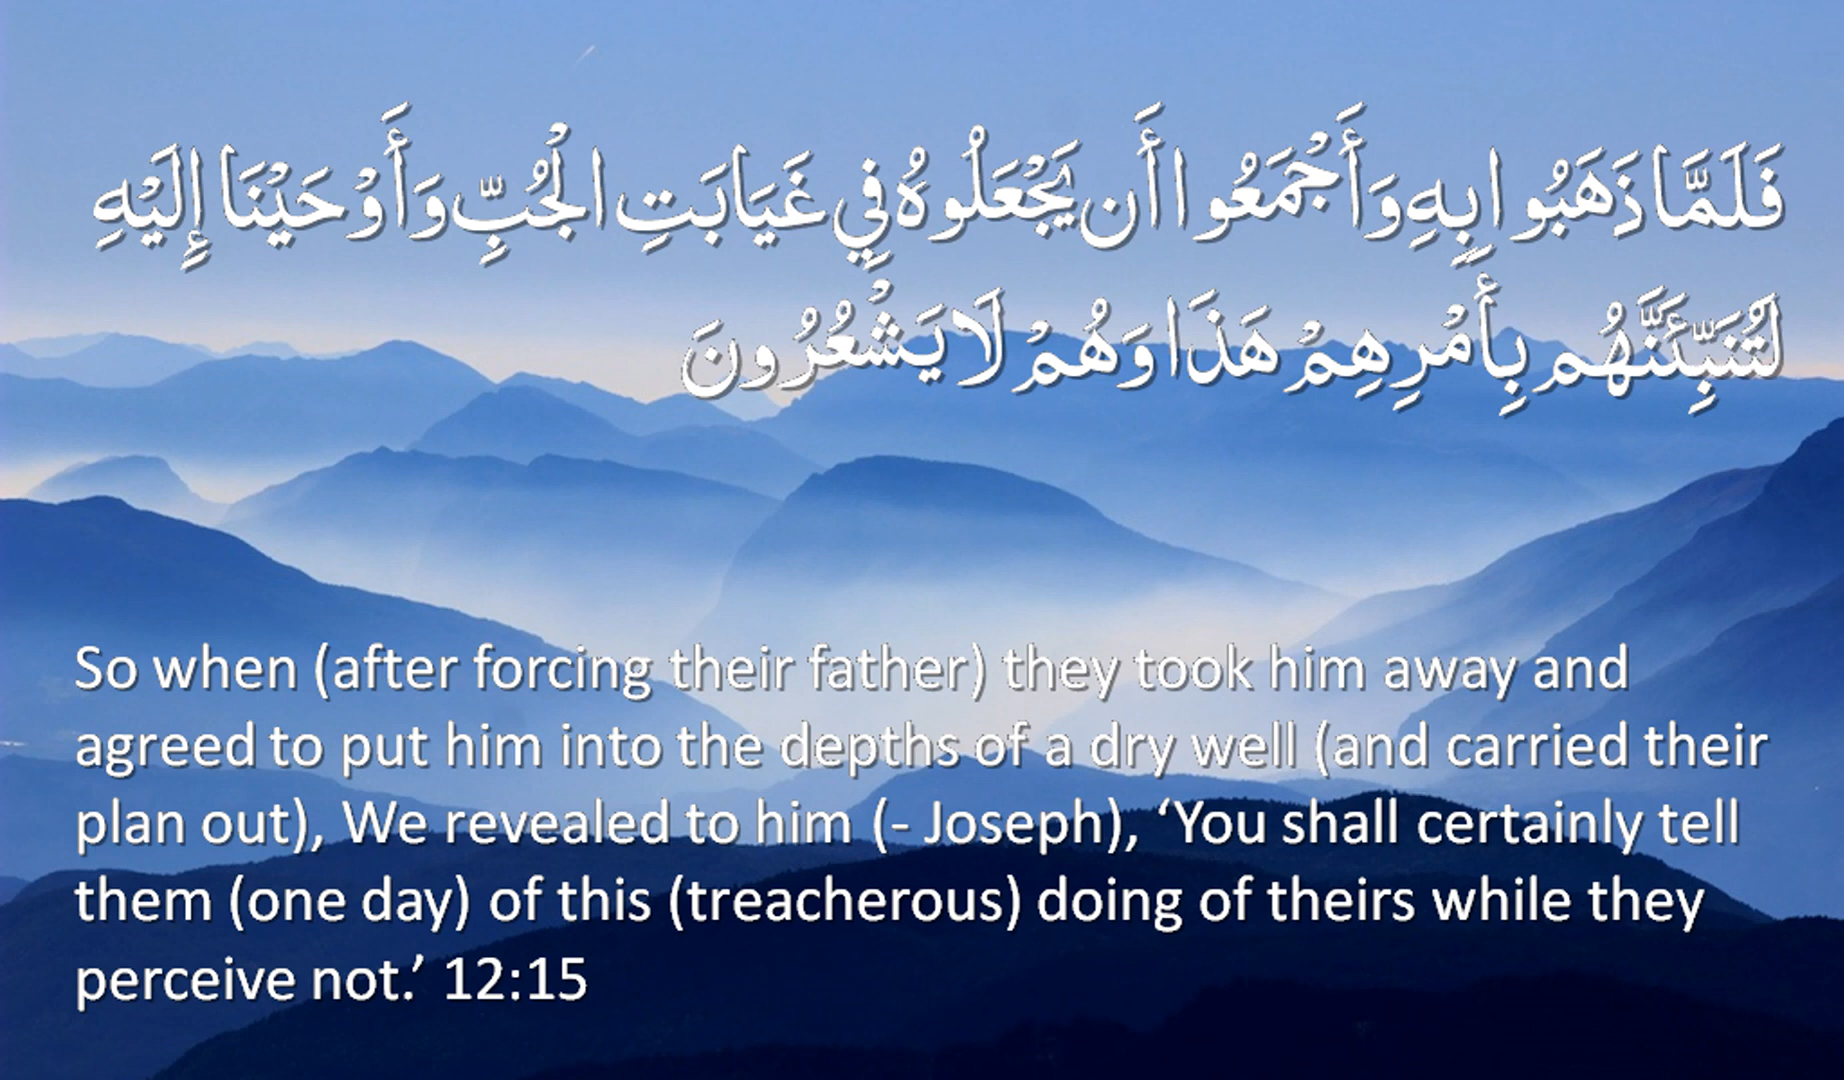 فَلَمَّا ذَهَبُوا بِهِ وَأَجْمَعُوا أَن يَجْعَلُوهُ فِي غَيَابَتِ الْجُبِّ وَأَوْحَيْنَا إِلَيْهِ
لَتُنَبِّئَنَّهُم بِأَمْرِهِمْ هَذَا وَهُمْ لَا يَشْعُرُونَ
So when (after forcing their father) they took him away and
agreed to put him into the depths of a dry well (and carried their
plan out), We revealed to him (- Joseph), ‘You shall certainly tell
them (one day) of this (treacherous) doing of theirs while they
perceive not.’ 12:15